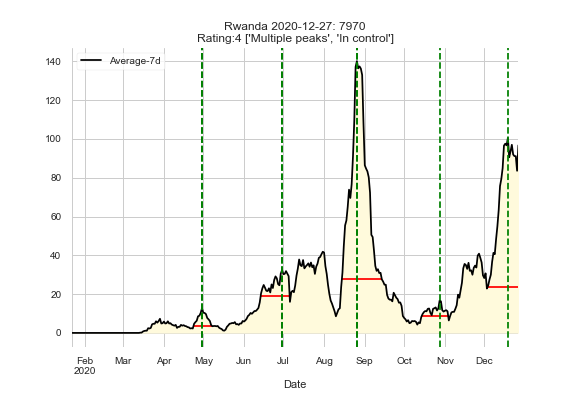 Rwanda 2020-12-27: 7970
Rating:4 ['Multiple peaks', 'In control']
Average-7d
140
120
100
80
60
40
20
0
Feb Mar Apr May Jun Jul Aug Sep Oct Nov Dec
2020
Date